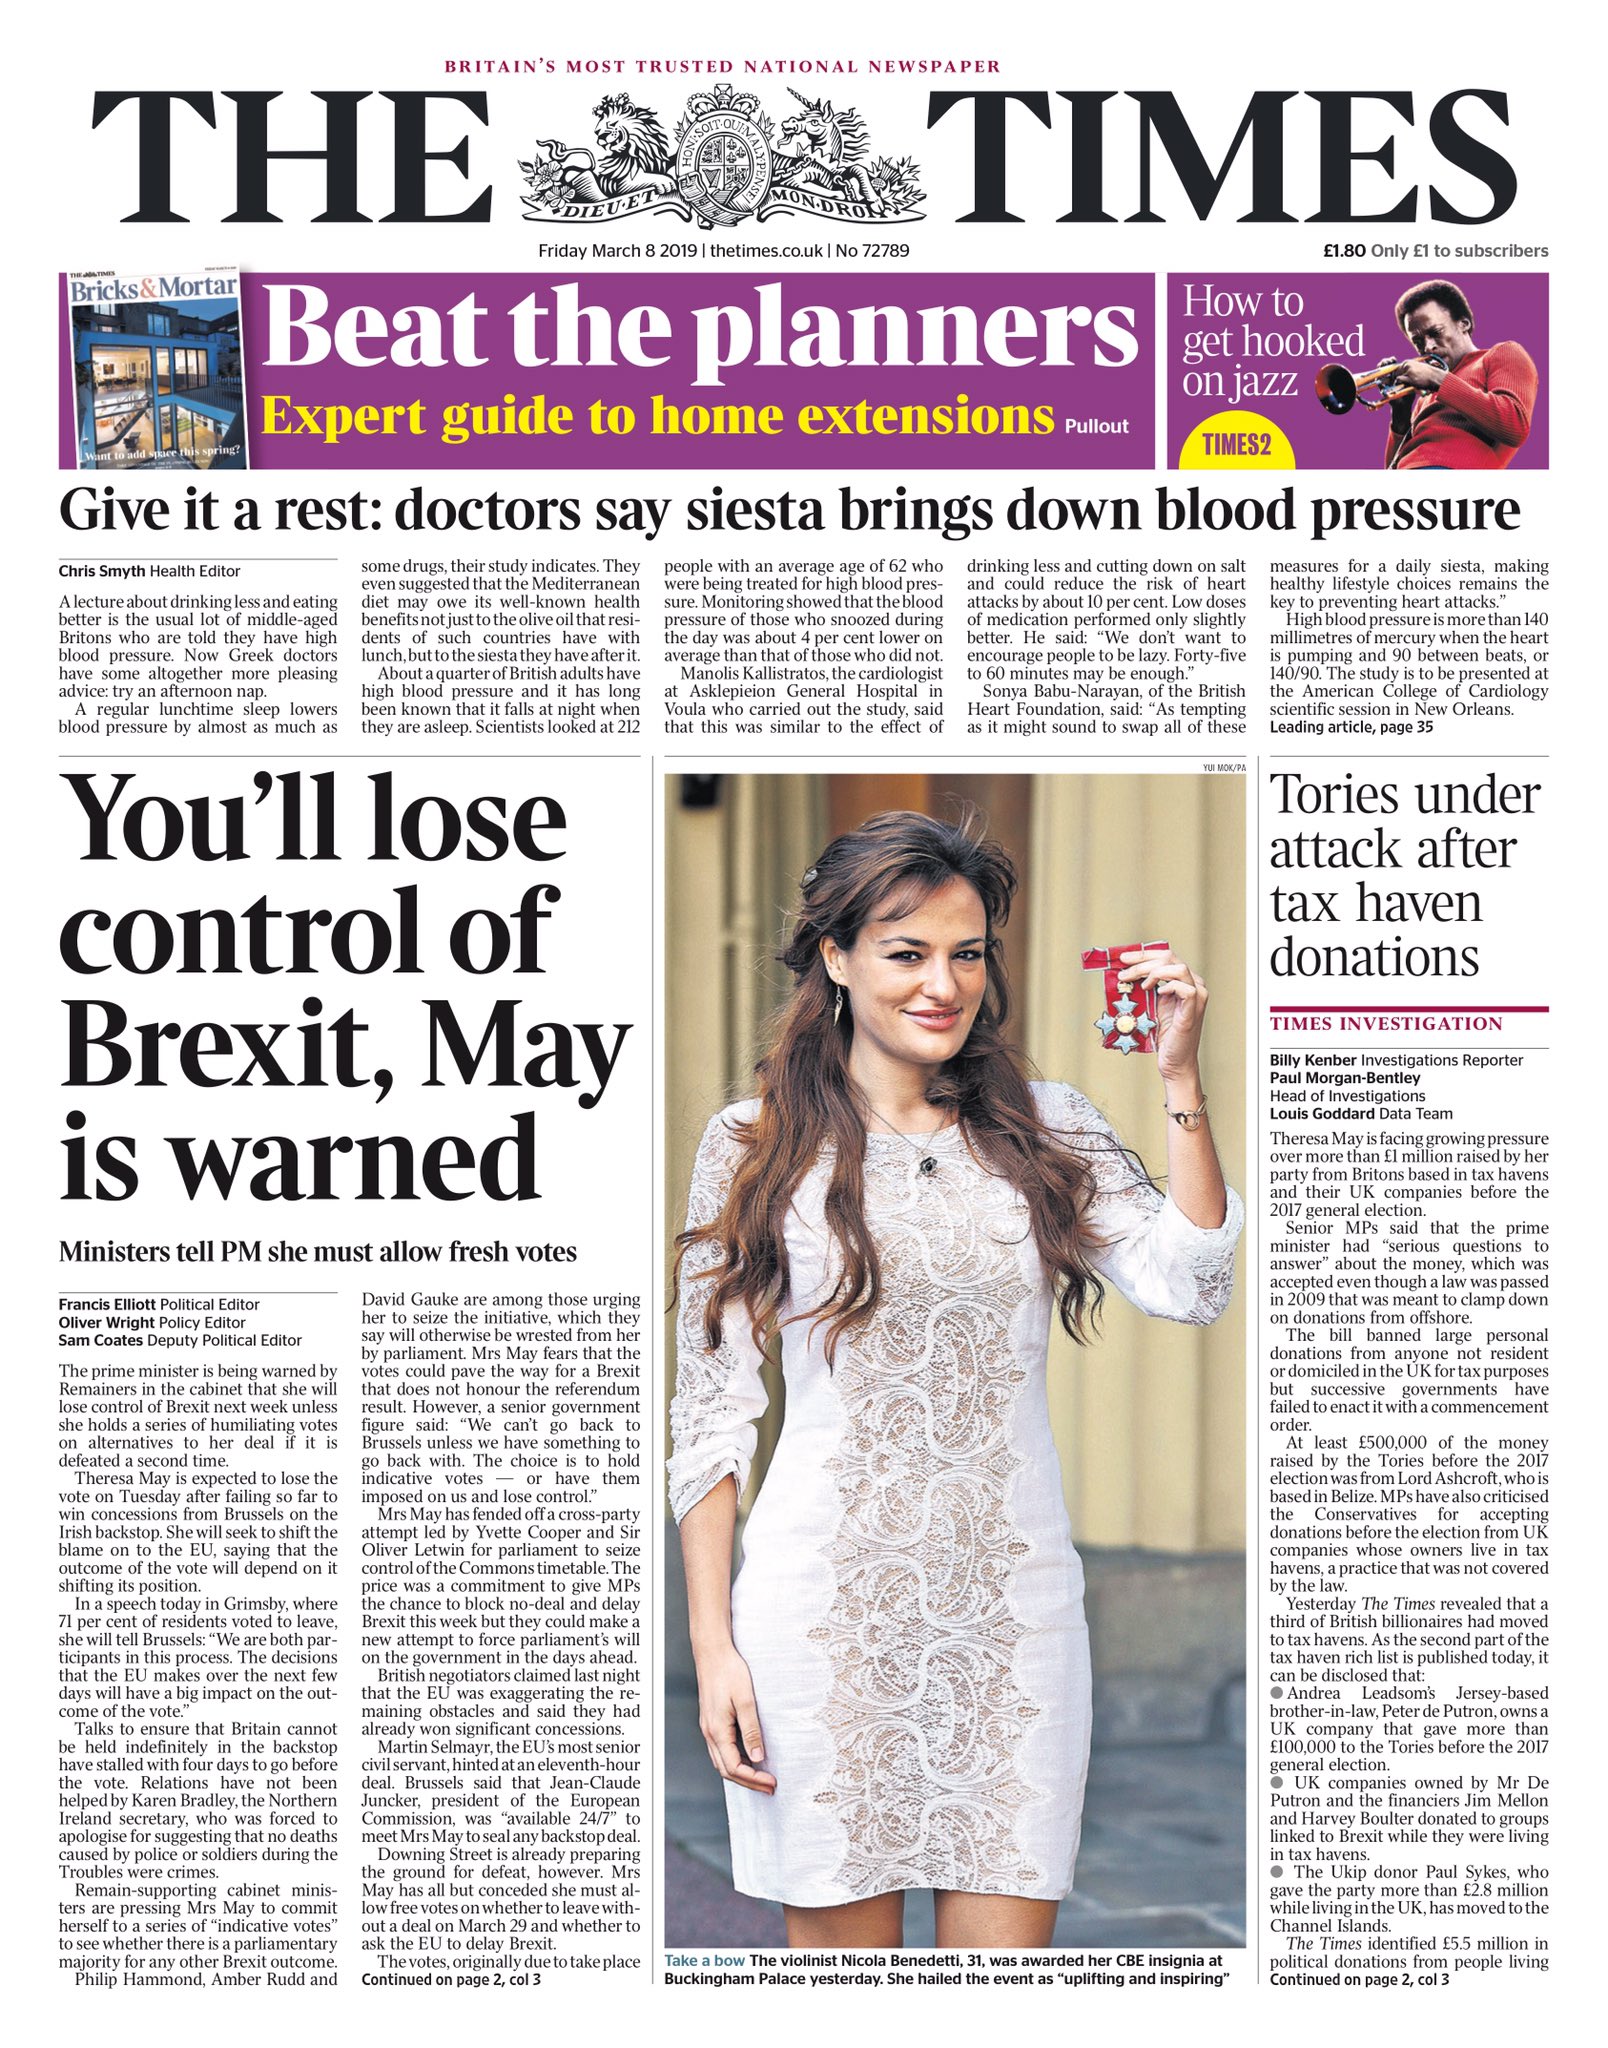 BRITAIN'S MOST TRUSTED NATIONAL NEWSPAPER
THE TIMES
HONI·SOIT·QUI·MAL·Y·PENSE
DIEU·ET MON·DROIT
Friday March 8 2019 | thetimes.co.uk | No 72789
£1.80 Only £1 to subscribers
THE TIMES
Bricks&Mortar
Want to add space this spring?
Beat the planners
Expert guide to home extensions Pullout
How to
get hooked
on jazz
TIMES2
Give it a rest: doctors say siesta brings down blood pressure
Chris Smyth Health Editor
A lecture about drinking less and eating
better is the usual lot of middle-aged
Britons who are told they have high
blood pressure. Now Greek doctors
have some altogether more pleasing
advice: try an afternoon nap.
A regular lunchtime sleep lowers
blood pressure by almost as much as
some drugs, their study indicates. They
even suggested that the Mediterranean
diet may owe its well-known health
benefits not just to the olive oil that resi-
dents of such countries have with
lunch, but to the siesta they have after it.
About a quarter of British adults have
high blood pressure and it has long
been known that it falls at night when
they are asleep. Scientists looked at 212
people with an average age of 62 who
were being treated for high blood pres-
sure. Monitoring showed that the blood
pressure of those who snoozed during
the day was about 4 per cent lower on
average than that of those who did not.
Manolis Kallistratos, the cardiologist
at Asklepieion General Hospital in
Voula who carried out the study, said
that this was similar to the effect of
drinking less and cutting down on salt
and could reduce the risk of heart
attacks by about 10 per cent. Low doses
of medication performed only slightly
better. He said: “We don’t want to
encourage people to be lazy. Forty-five
to 60 minutes may be enough.”
Sonya Babu-Narayan, of the British
Heart Foundation, said: “As tempting
as it might sound to swap all of these
measures for a daily siesta, making
healthy lifestyle choices remains the
key to preventing heart attacks.”
High blood pressure is more than 140
millimetres of mercury when the heart
is pumping and 90 between beats, or
140/90. The study is to be presented at
the American College of Cardiology
scientific session in New Orleans.
Leading article, page 35
You’ll lose
control of
Brexit, May
is warned
Ministers tell PM she must allow fresh votes
Francis Elliott Political Editor
Oliver Wright Policy Editor
Sam Coates Deputy Political Editor
The prime minister is being warned by
Remainers in the cabinet that she will
lose control of Brexit next week unless
she holds a series of humiliating votes
on alternatives to her deal if it is
defeated a second time.
Theresa May is expected to lose the
vote on Tuesday after failing so far to
win concessions from Brussels on the
Irish backstop. She will seek to shift the
blame on to the EU, saying that the
outcome of the vote will depend on it
shifting its position.
In a speech today in Grimsby, where
71 per cent of residents voted to leave,
she will tell Brussels: “We are both par-
ticipants in this process. The decisions
that the EU makes over the next few
days will have a big impact on the out-
come of the vote.”
Talks to ensure that Britain cannot
be held indefinitely in the backstop
have stalled with four days to go before
the vote. Relations have not been
helped by Karen Bradley, the Northern
Ireland secretary, who was forced to
apologise for suggesting that no deaths
caused by police or soldiers during the
Troubles were crimes.
Remain-supporting cabinet minis-
ters are pressing Mrs May to commit
herself to a series of “indicative votes”
to see whether there is a parliamentary
majority for any other Brexit outcome.
Philip Hammond, Amber Rudd and
David Gauke are among those urging
her to seize the initiative, which they
say will otherwise be wrested from her
by parliament. Mrs May fears that the
votes could pave the way for a Brexit
that does not honour the referendum
result. However, a senior government
figure said: “We can’t go back to
Brussels unless we have something to
go back with. The choice is to hold
indicative votes — or have them
imposed on us and lose control.”
Mrs May has fended off a cross-party
attempt led by Yvette Cooper and Sir
Oliver Letwin for parliament to seize
control of the Commons timetable. The
price was a commitment to give MPs
the chance to block no-deal and delay
Brexit this week but they could make a
new attempt to force parliament’s will
on the government in the days ahead.
British negotiators claimed last night
that the EU was exaggerating the re-
maining obstacles and said they had
already won significant concessions.
Martin Selmayr, the EU’s most senior
civil servant, hinted at an eleventh-hour
deal. Brussels said that Jean-Claude
Juncker, president of the European
Commission, was “available 24/7” to
meet Mrs May to seal any backstop deal.
Downing Street is already preparing
the ground for defeat, however. Mrs
May has all but conceded she must al-
low free votes on whether to leave with-
out a deal on March 29 and whether to
ask the EU to delay Brexit.
The votes, originally due to take place
Continued on page 2, col 3
YUI MOK/PA
Take a bow The violinist Nicola Benedetti, 31, was awarded her CBE insignia at
Buckingham Palace yesterday. She hailed the event as “uplifting and inspiring”
Tories under
attack after
tax haven
donations
TIMES INVESTIGATION
Billy Kenber Investigations Reporter
Paul Morgan-Bentley
Head of Investigations
Louis Goddard Data Team
Theresa May is facing growing pressure
over more than £1 million raised by her
party from Britons based in tax havens
and their UK companies before the
2017 general election.
Senior MPs said that the prime
minister had “serious questions to
answer” about the money, which was
accepted even though a law was passed
in 2009 that was meant to clamp down
on donations from offshore.
The bill banned large personal
donations from anyone not resident
or domiciled in the UK for tax purposes
but successive governments have
failed to enact it with a commencement
order.
At least £500,000 of the money
raised by the Tories before the 2017
election was from Lord Ashcroft, who is
based in Belize. MPs have also criticised
the Conservatives for accepting
donations before the election from UK
companies whose owners live in tax
havens, a practice that was not covered
by the law.
Yesterday The Times revealed that a
third of British billionaires had moved
to tax havens. As the second part of the
tax haven rich list is published today, it
can be disclosed that:
● Andrea Leadsom’s Jersey-based
brother-in-law, Peter de Putron, owns a
UK company that gave more than
£100,000 to the Tories before the 2017
general election.
● UK companies owned by Mr De
Putron and the financiers Jim Mellon
and Harvey Boulter donated to groups
linked to Brexit while they were living
in tax havens.
● The Ukip donor Paul Sykes, who
gave the party more than £2.8 million
while living in the UK, has moved to the
Channel Islands.
The Times identified £5.5 million in
political donations from people living
Continued on page 2, col 3